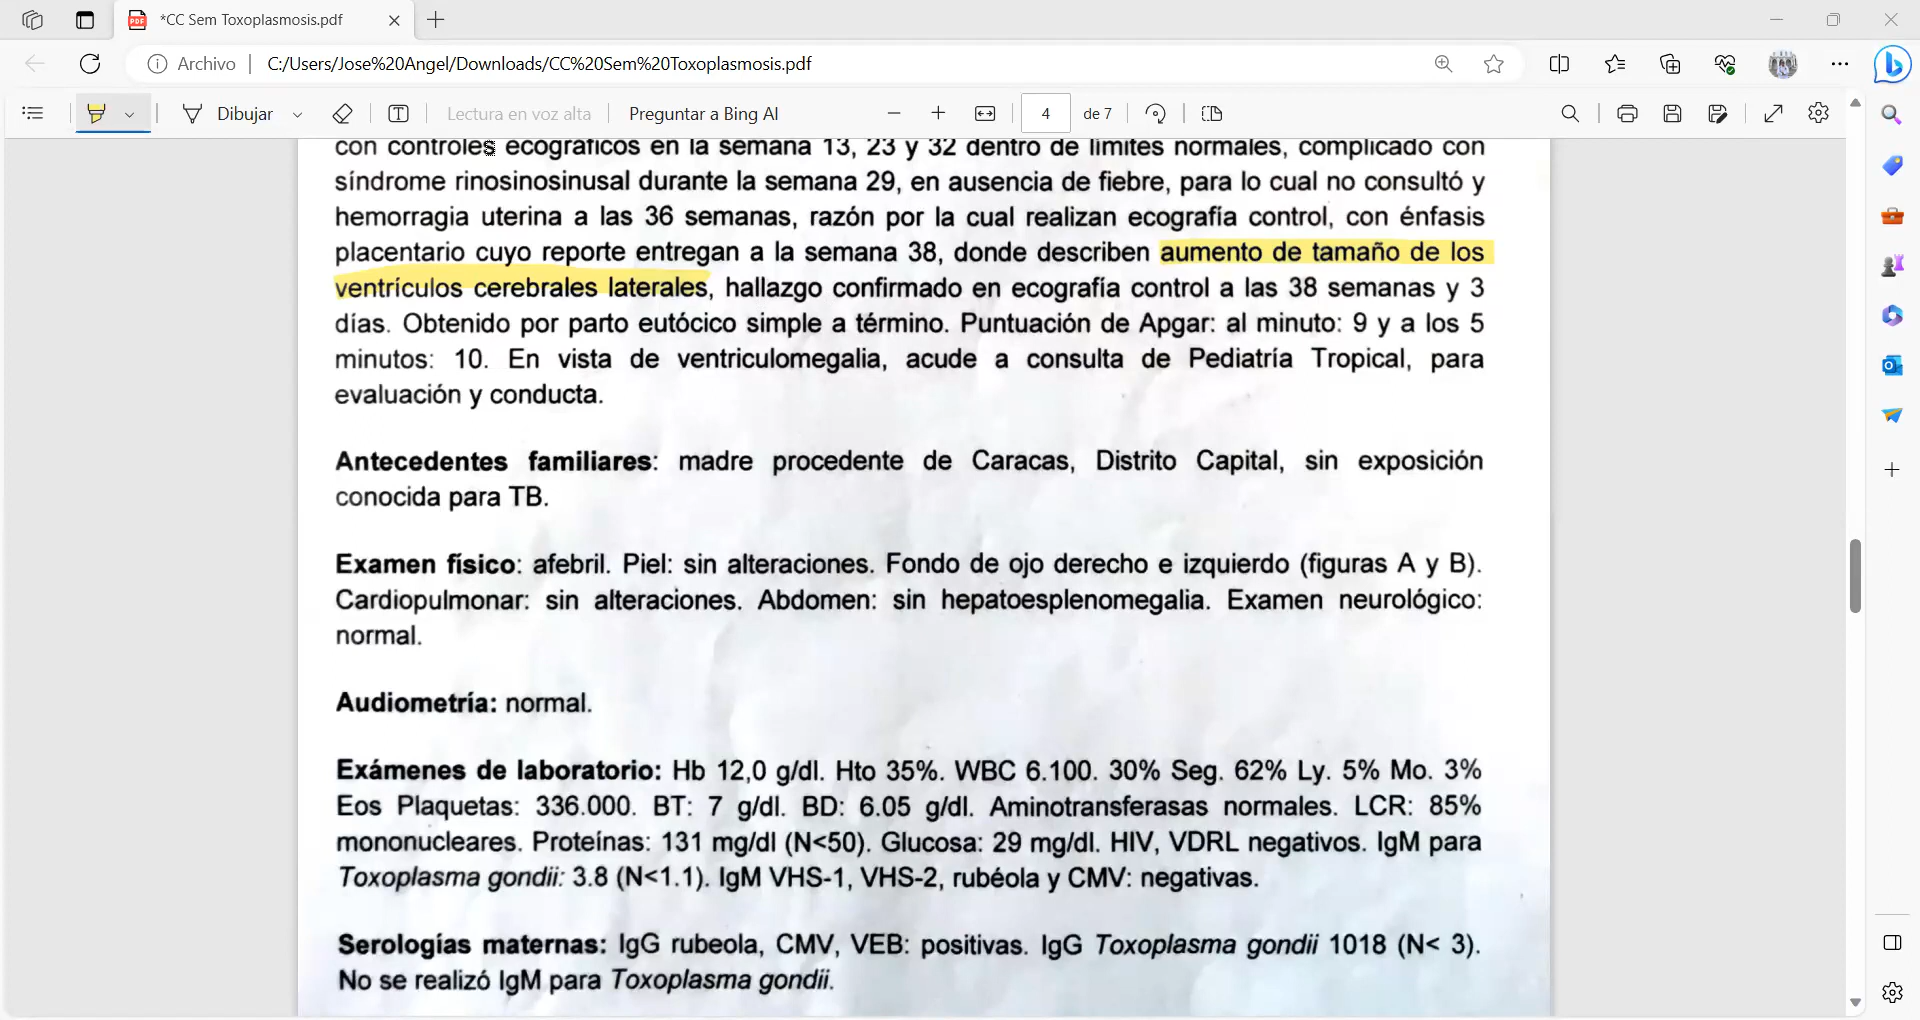 *CC Sem Toxoplasmosis.pdf
Archivo
C:/Users/Jose%20Angel/Downloads/CC%20Sem%20Toxoplasmosis.pdf
Dibujar
Lectura en voz alta
Preguntar a Bing AI
4
de 7
con controles ecográficos en la semana 13, 23 y 32 dentro de límites normales, complicado con
síndrome rinosinosinusal durante la semana 29, en ausencia de fiebre, para lo cual no consultó y
hemorragia uterina a las 36 semanas, razón por la cual realizan ecografía control, con énfasis
placentario cuyo reporte entregan a la semana 38, donde describen aumento de tamaño de los
ventrículos cerebrales laterales, hallazgo confirmado en ecografía control a las 38 semanas y 3
días. Obtenido por parto eutócico simple a término. Puntuación de Apgar: al minuto: 9 y a los 5
minutos: 10. En vista de ventriculomegalia, acude a consulta de Pediatría Tropical, para
evaluación y conducta.
Antecedentes familiares: madre procedente de Caracas, Distrito Capital, sin exposición
conocida para TB.
Examen físico: afebril. Piel: sin alteraciones. Fondo de ojo derecho e izquierdo (figuras A y B).
Cardiopulmonar: sin alteraciones. Abdomen: sin hepatoesplenomegalia. Examen neurológico:
normal.
Audiometría: normal.
Exámenes de laboratorio: Hb 12,0 g/dl. Hto 35%. WBC 6.100. 30% Seg. 62% Ly. 5% Mo. 3%
Eos Plaquetas: 336.000. BT: 7 g/dl. BD: 6.05 g/dl. Aminotransferasas normales. LCR: 85%
mononucleares. Proteínas: 131 mg/dl (N<50). Glucosa: 29 mg/dl. HIV, VDRL negativos. IgM para
Toxoplasma gondii: 3.8 (N<1.1). IgM VHS-1, VHS-2, rubéola y CMV: negativas.
Serologías maternas: IgG rubeola, CMV, VEB: positivas. IgG Toxoplasma gondii 1018 (N< 3).
No se realizó IgM para Toxoplasma gondii.